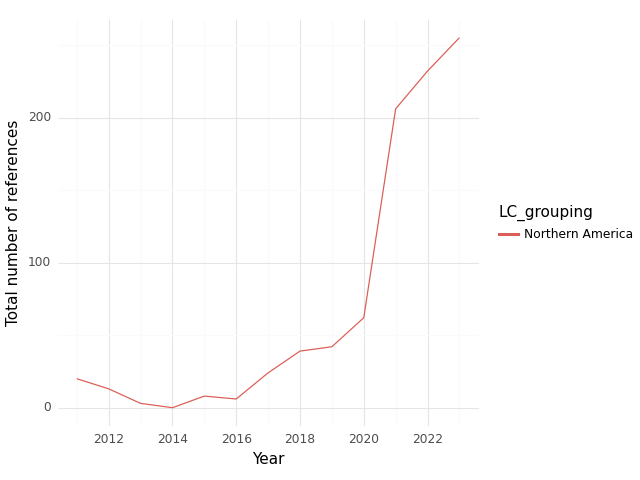 Total number of references
200
100
0
2012 2014 2016 2018 2020 2022
Year
LC_grouping
Northern America